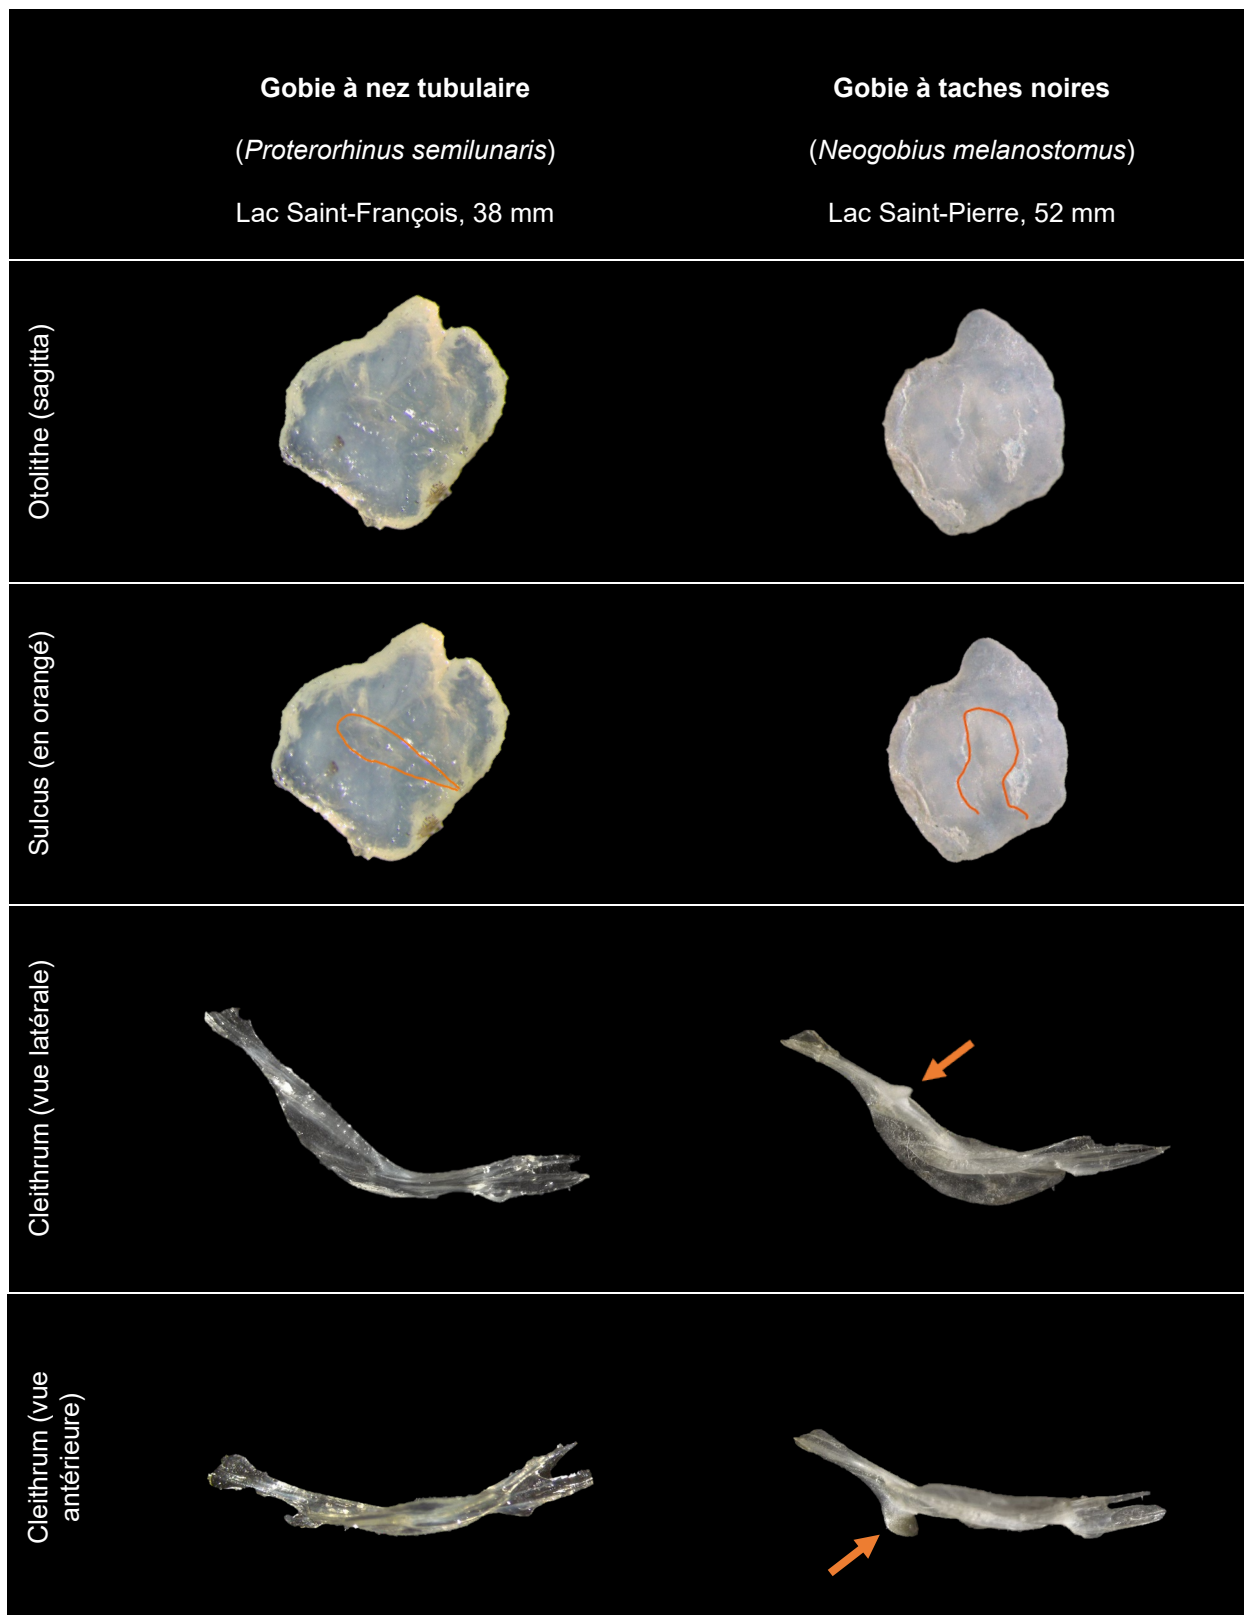 Gobie à nez tubulaire
(Proterorhinus semilunaris)
Lac Saint-François, 38 mm
Gobie à taches noires
(Neogobius melanostomus)
Lac Saint-Pierre, 52 mm
Otolithe (sagitta)
Sulcus (en orangé)
Cleithrum (vue latérale)
Cleithrum (vue
antérieure)